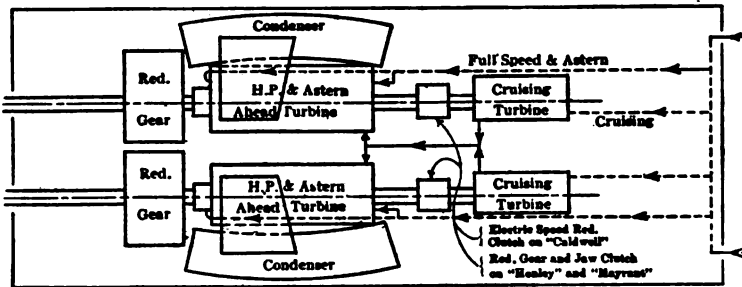 Condenser
Full Speed & Astern
Red.
Gear
H.P. & Astern
Ahead Turbine
Cruising
Turbine
Cruising
Red.
Gear
H.P. & Astern
Ahead Turbine
Cruising
Turbine
Condenser
Electric Speed Red.
Clutch on "Caldwell"
Red. Gear and Jaw Clutch
on "Henley" and "Mayrant"